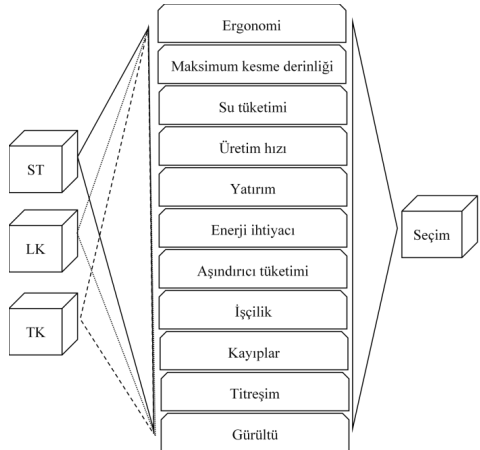 ST
LK
TK
Ergonomi
Maksimum kesme derinliği
Su tüketimi
Üretim hızı
Yatırım
Enerji ihtiyacı
Aşındırıcı tüketimi
İşçilik
Kayıplar
Titreşim
Gürültü
Seçim